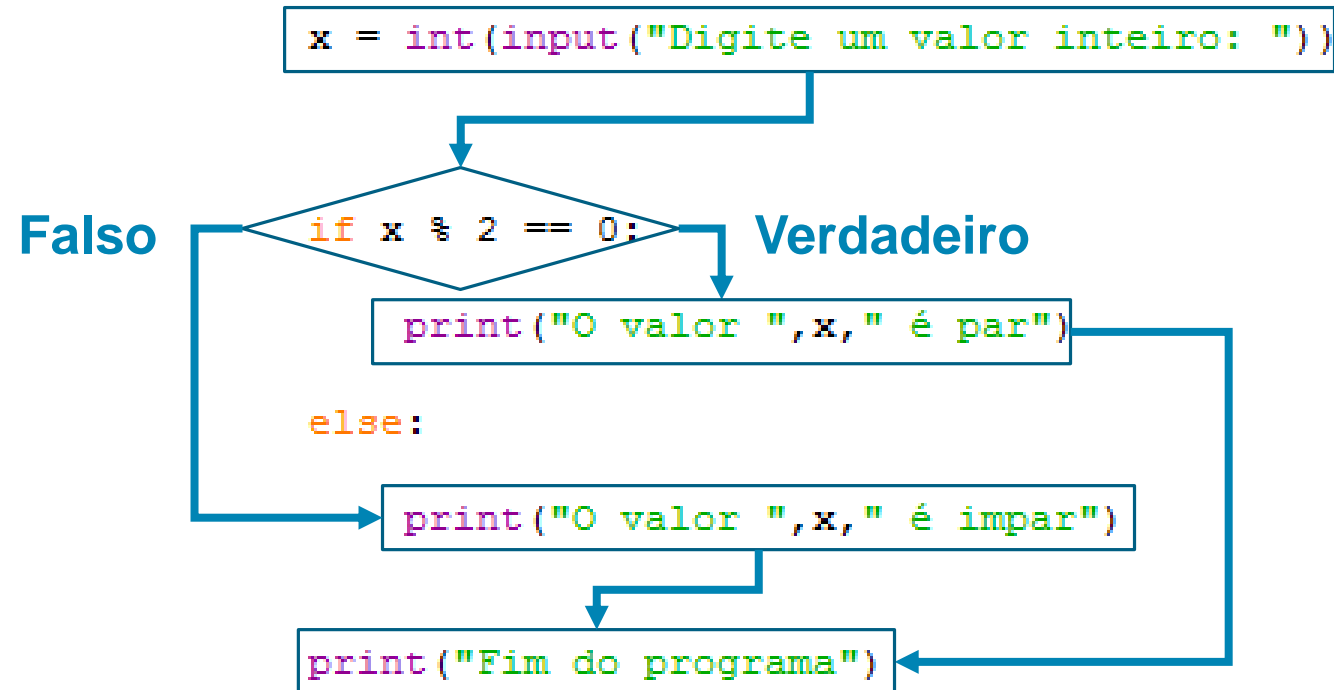 x = int(input("Digite um valor inteiro: "))
Falso
if x % 2 == 0:
Verdadeiro
print("O valor ",x," é par")
else:
print("O valor ",x," é impar")
print("Fim do programa")